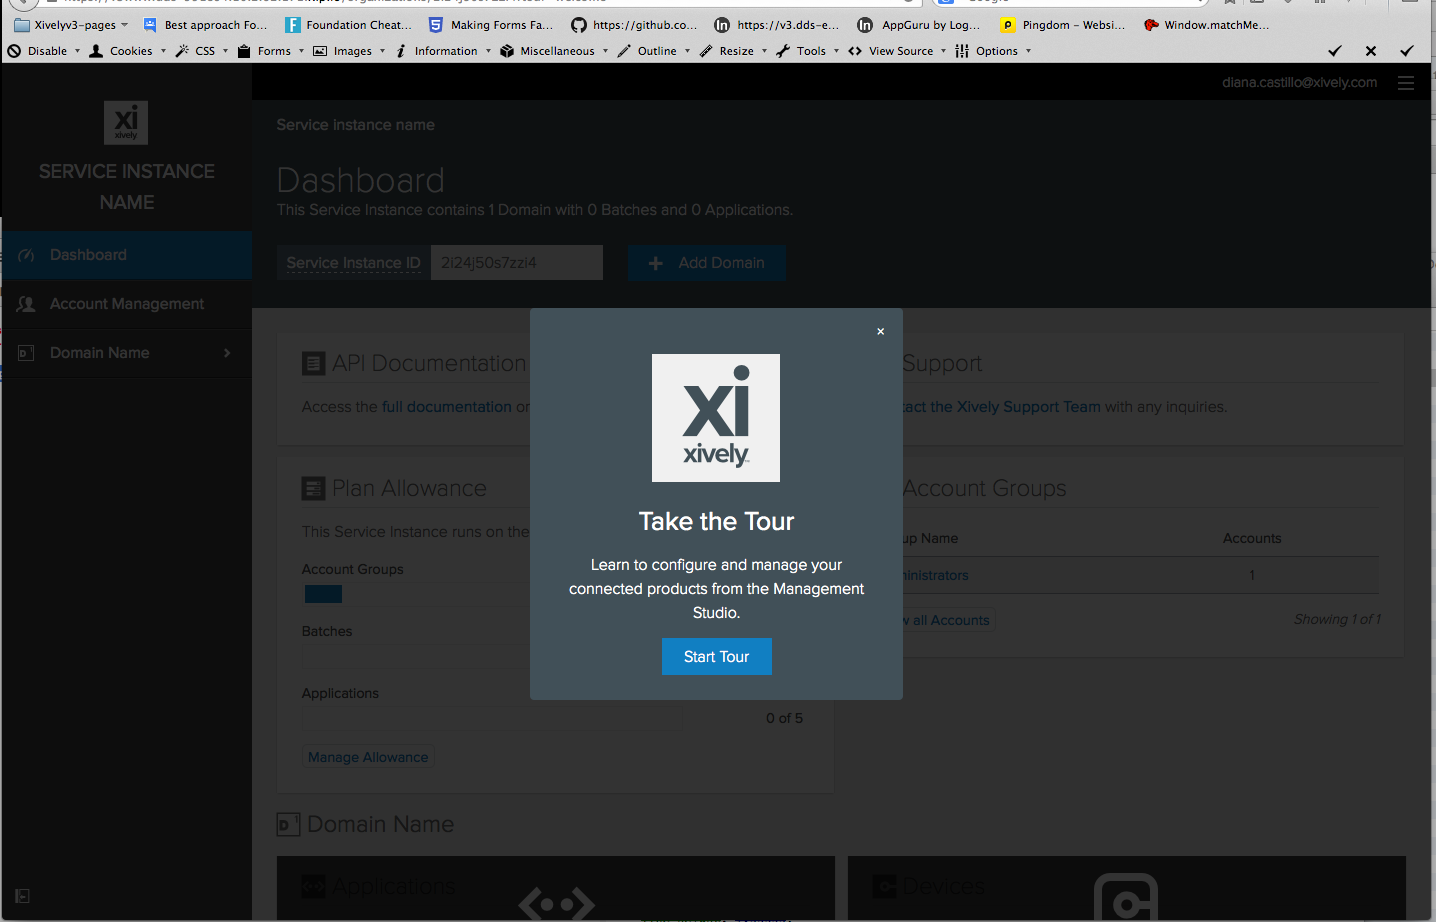 Xivelyv3-pages
Best approach Fo...
Foundation Cheat...
Making Forms Fa...
https://github.co...
https://v3.dds-e...
AppGuru by Log...
Pingdom - Websi...
Window.matchMe...
Disable
Cookies
CSS
Forms
Images
Information
Miscellaneous
Outline
Resize
Tools
View Source
Options
diana.castillo@xively.com
xi
xively
SERVICE INSTANCE
NAME
Dashboard
Account Management
Domain Name
Service instance name
Dashboard
This Service Instance contains 1 Domain with 0 Batches and 0 Applications.
Service Instance ID
2i24j50s7zzi4
Add Domain
API Documentation
Access the full documentation or
Support
tact the Xively Support Team with any inquiries.
Plan Allowance
This Service Instance runs on the
Account Groups
Batches
Applications
0 of 5
Manage Allowance
Account Groups
up Name
Accounts
ninistrators
1
w all Accounts
Showing 1 of 1
×
xi
xively
Take the Tour
Learn to configure and manage your
connected products from the Management
Studio.
Start Tour
Domain Name
Applications
Devices